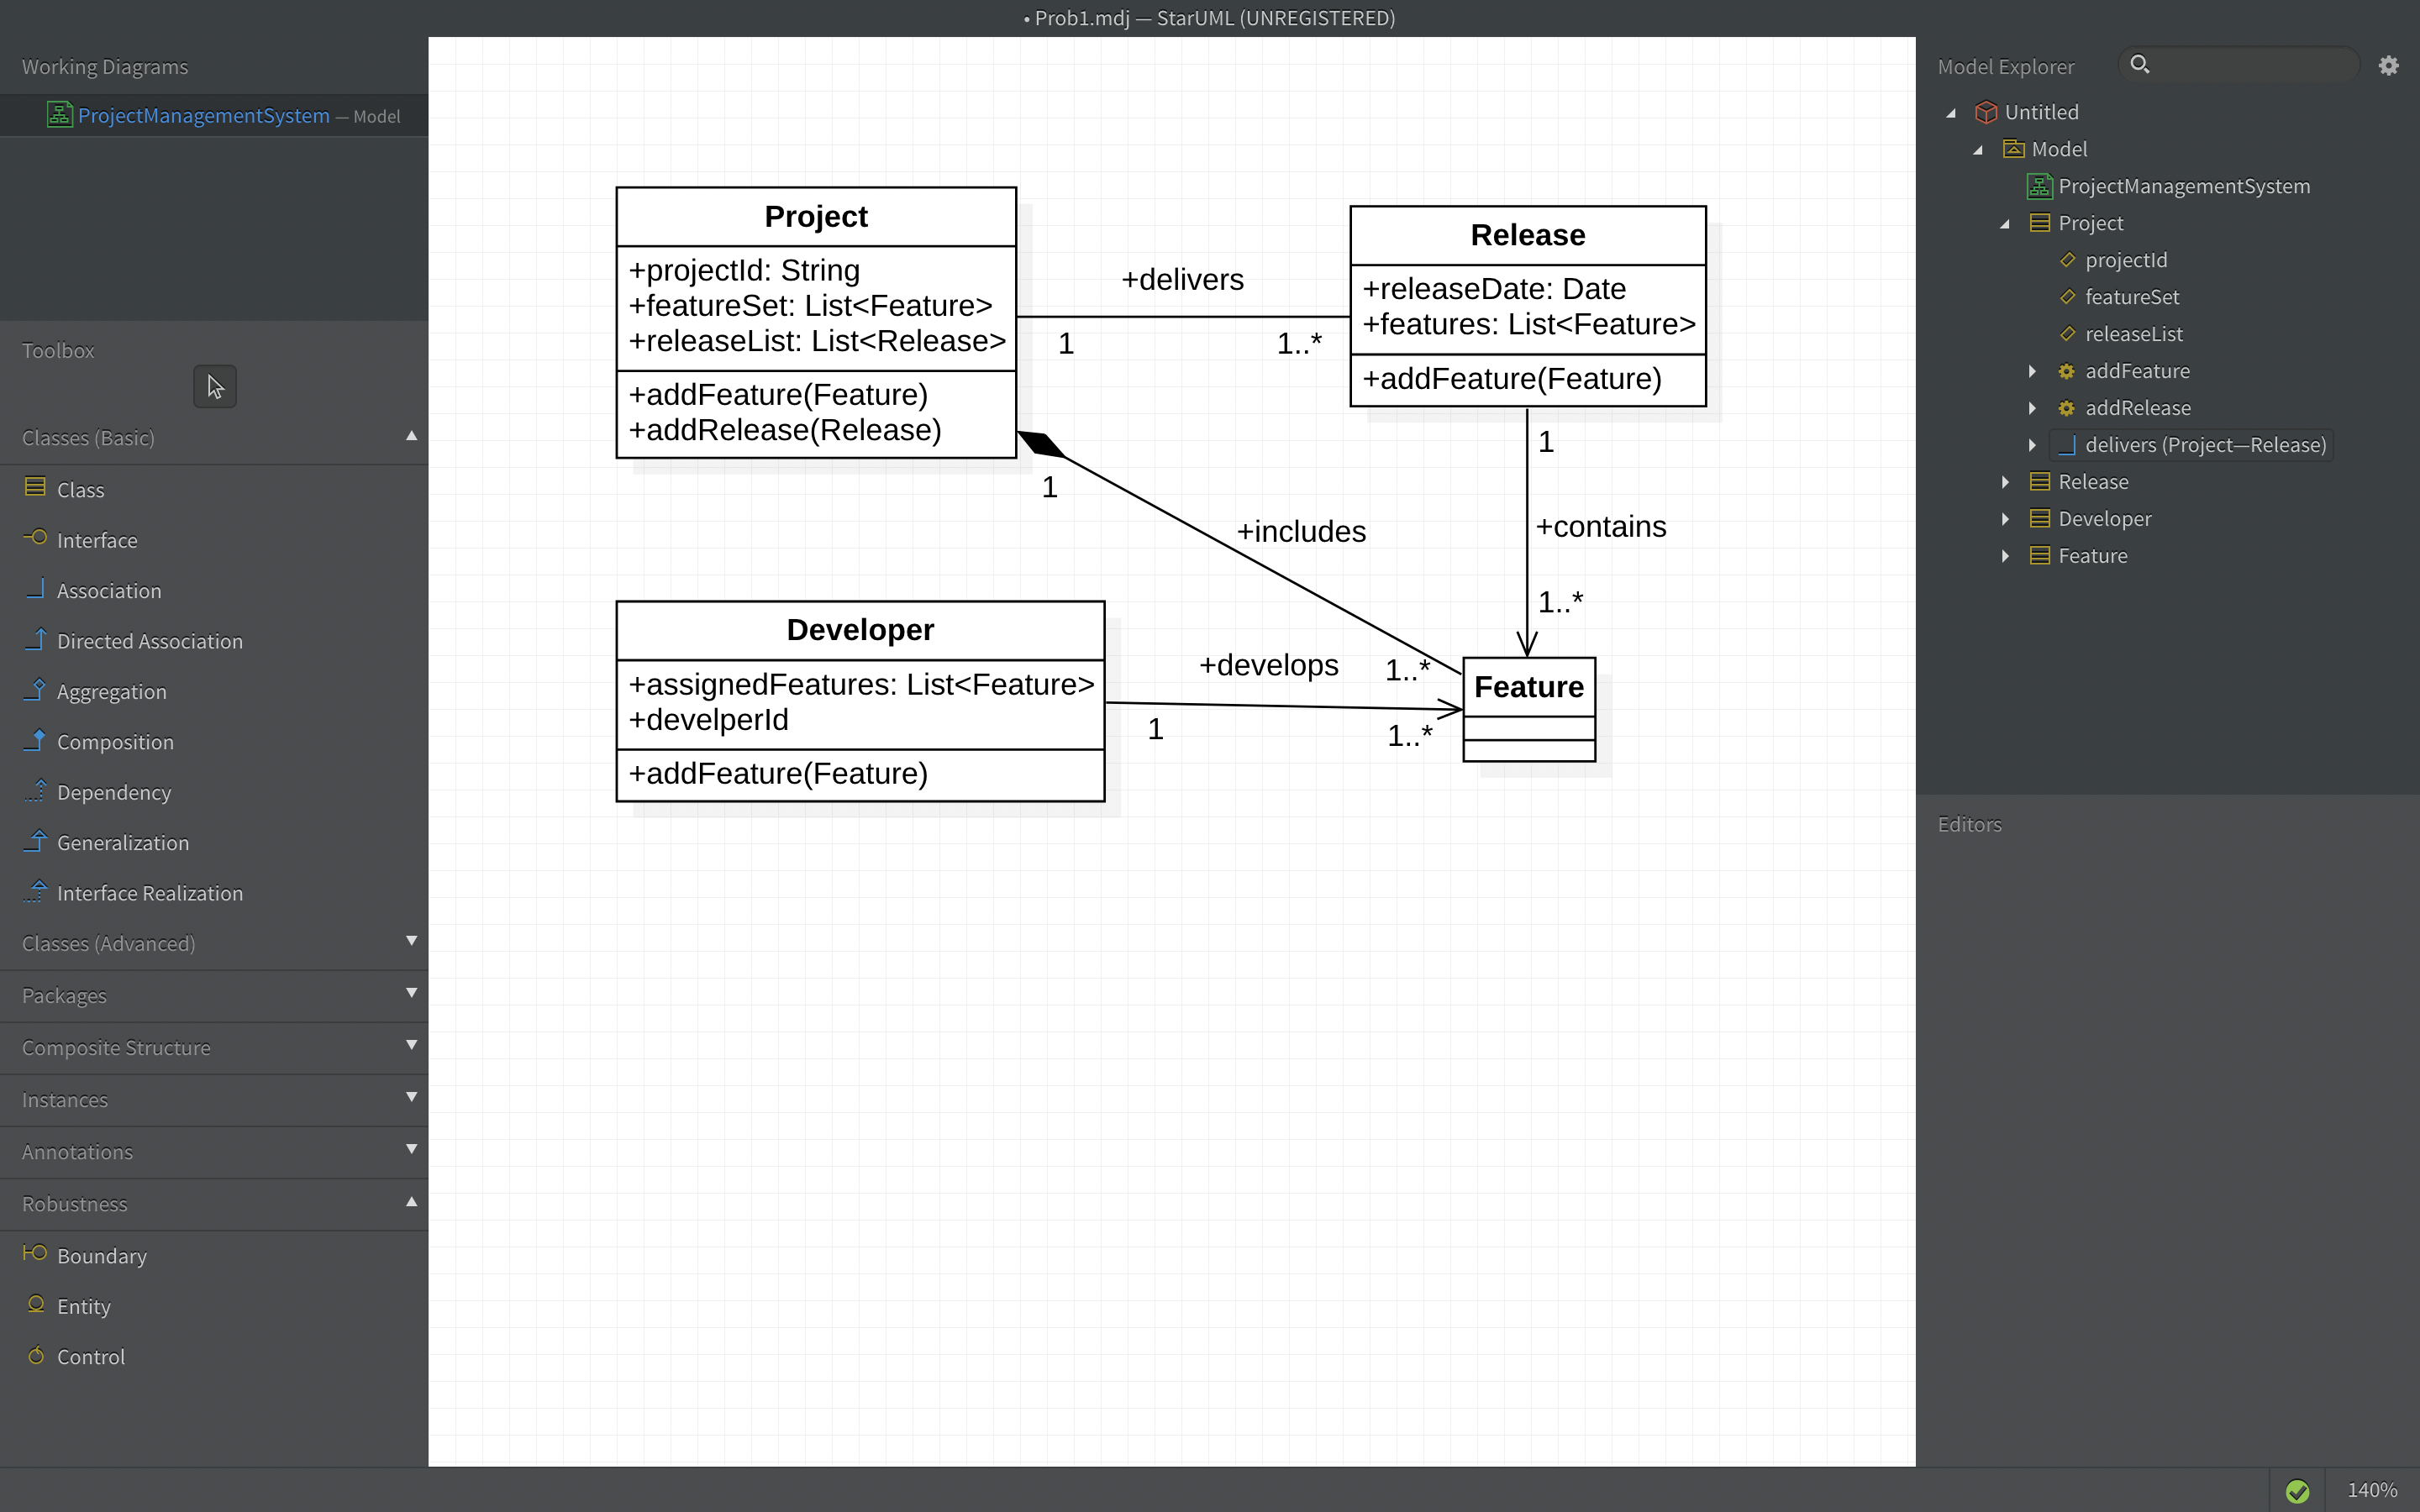 • Prob1.mdj — StarUML (UNREGISTERED)
Working Diagrams
ProjectManagementSystem — Model
Toolbox
Classes (Basic)
Class
Interface
Association
Directed Association
Aggregation
Composition
Dependency
Generalization
Interface Realization
Classes (Advanced)
Packages
Composite Structure
Instances
Annotations
Robustness
Boundary
Entity
Control
Project
+projectId: String
+featureSet: List<Feature>
+releaseList: List<Release>
+addFeature(Feature)
+addRelease(Release)
+delivers
1
1..*
Release
+releaseDate: Date
+features: List<Feature>
+addFeature(Feature)
1
+contains
1..*
1
+includes
1..*
Developer
+assignedFeatures: List<Feature>
+develperId
+addFeature(Feature)
+develops
1
1..*
Feature
Model Explorer
Untitled
Model
ProjectManagementSystem
Project
projectId
featureSet
releaseList
addFeature
addRelease
delivers (Project—Release)
Release
Developer
Feature
Editors
140%